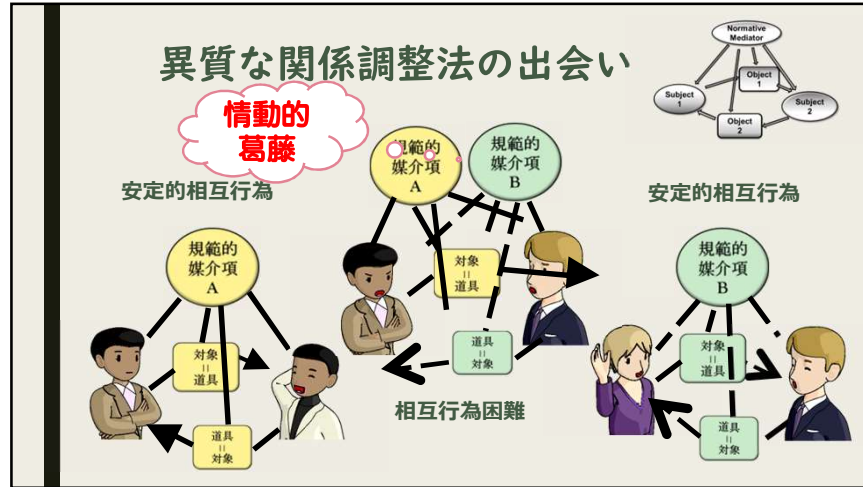 異質な関係調整法の出会い
Normative
Mediator
Object
1
Subject
1
Subject
2
Object
2
情動的
葛藤
規範的
媒介項
A
規範的
媒介項
B
安定的相互行為
安定的相互行為
規範的
媒介項
A
規範的
媒介項
B
対象
=
道具
道具
=
対象
対象
=
道具
対象
=
道具
相互行為困難
道具
=
対象
道具
=
対象